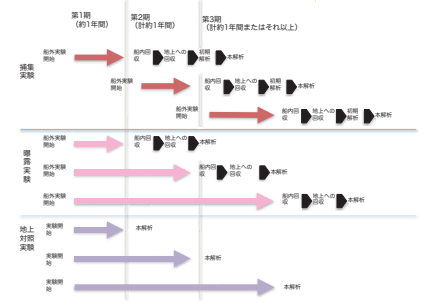 第1期
(約1年間)
第2期
(計約1年間)
第3期
(計約1年間またはそれ以上)
捕集
実験
船外実験
開始
船内回
収
地上への
回収
初期
解析
本解析
船外実験
開始
船内回
収
地上への
回収
初期
解析
本解析
船外実験
開始
船内回
収
地上への
回収
初期
解析
本解析
曝露実験
船外実験
開始
船内回
収
地上への
回収
本解析
船外実験
開始
船内回
収
地上への
回収
本解析
船外実験
開始
船内回
収
地上への
回収
本解析
地上
対照
実験
実験開
始
本解析
実験開
始
本解析
実験開
始
本解析